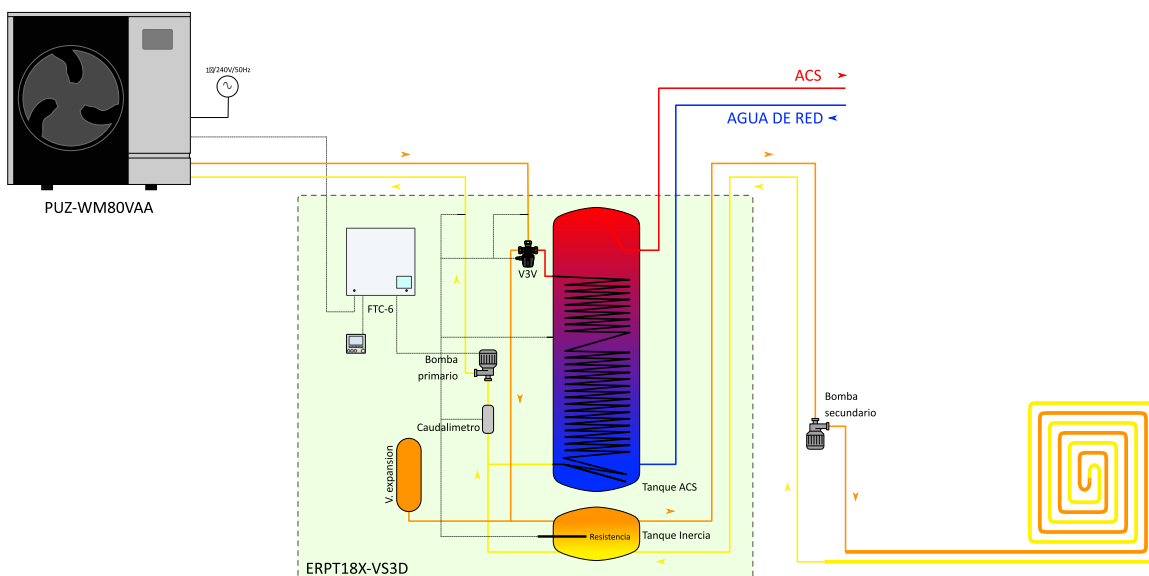 1∅/240V/50Hz
ACS
AGUA DE RED
PUZ-WM80VAA
V3V
FTC-6
Bomba
primario
Bomba
secundario
Caudalimetro
V. expansion
Tanque ACS
Resistencia
Tanque Inercia
ERPT18X-VS3D